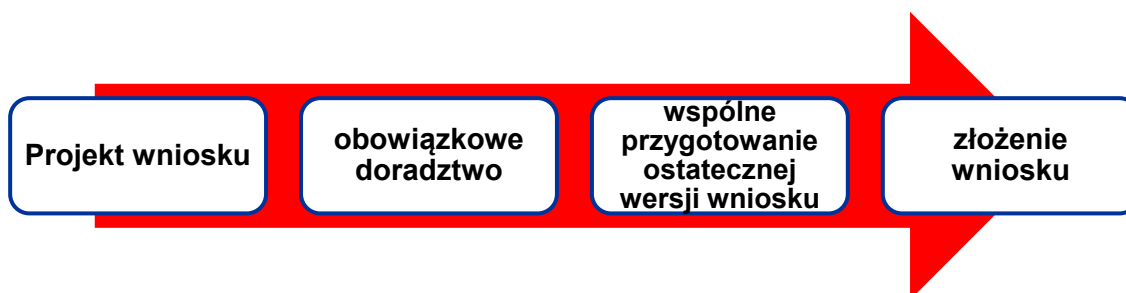 Projekt wniosku
obowiązkowe
doradztwo
wspólne
przygotowanie
ostatecznej
wersji wniosku
złożenie
wniosku